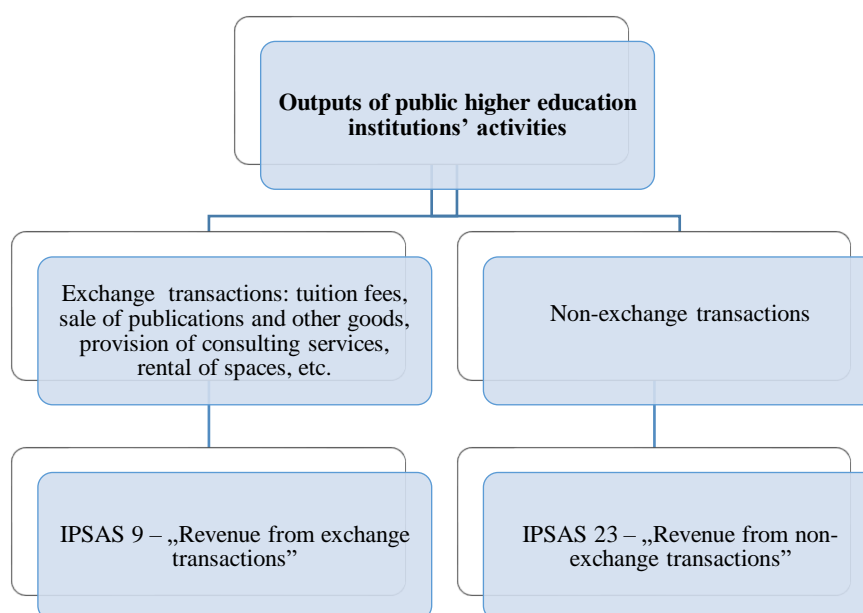 Outputs of public higher education
institutions’ activities
Exchange transactions: tuition fees,
sale of publications and other goods,
provision of consulting services,
rental of spaces, etc.
Non-exchange transactions
IPSAS 9 – „Revenue from exchange
transactions”
IPSAS 23 – „Revenue from non-
exchange transactions”